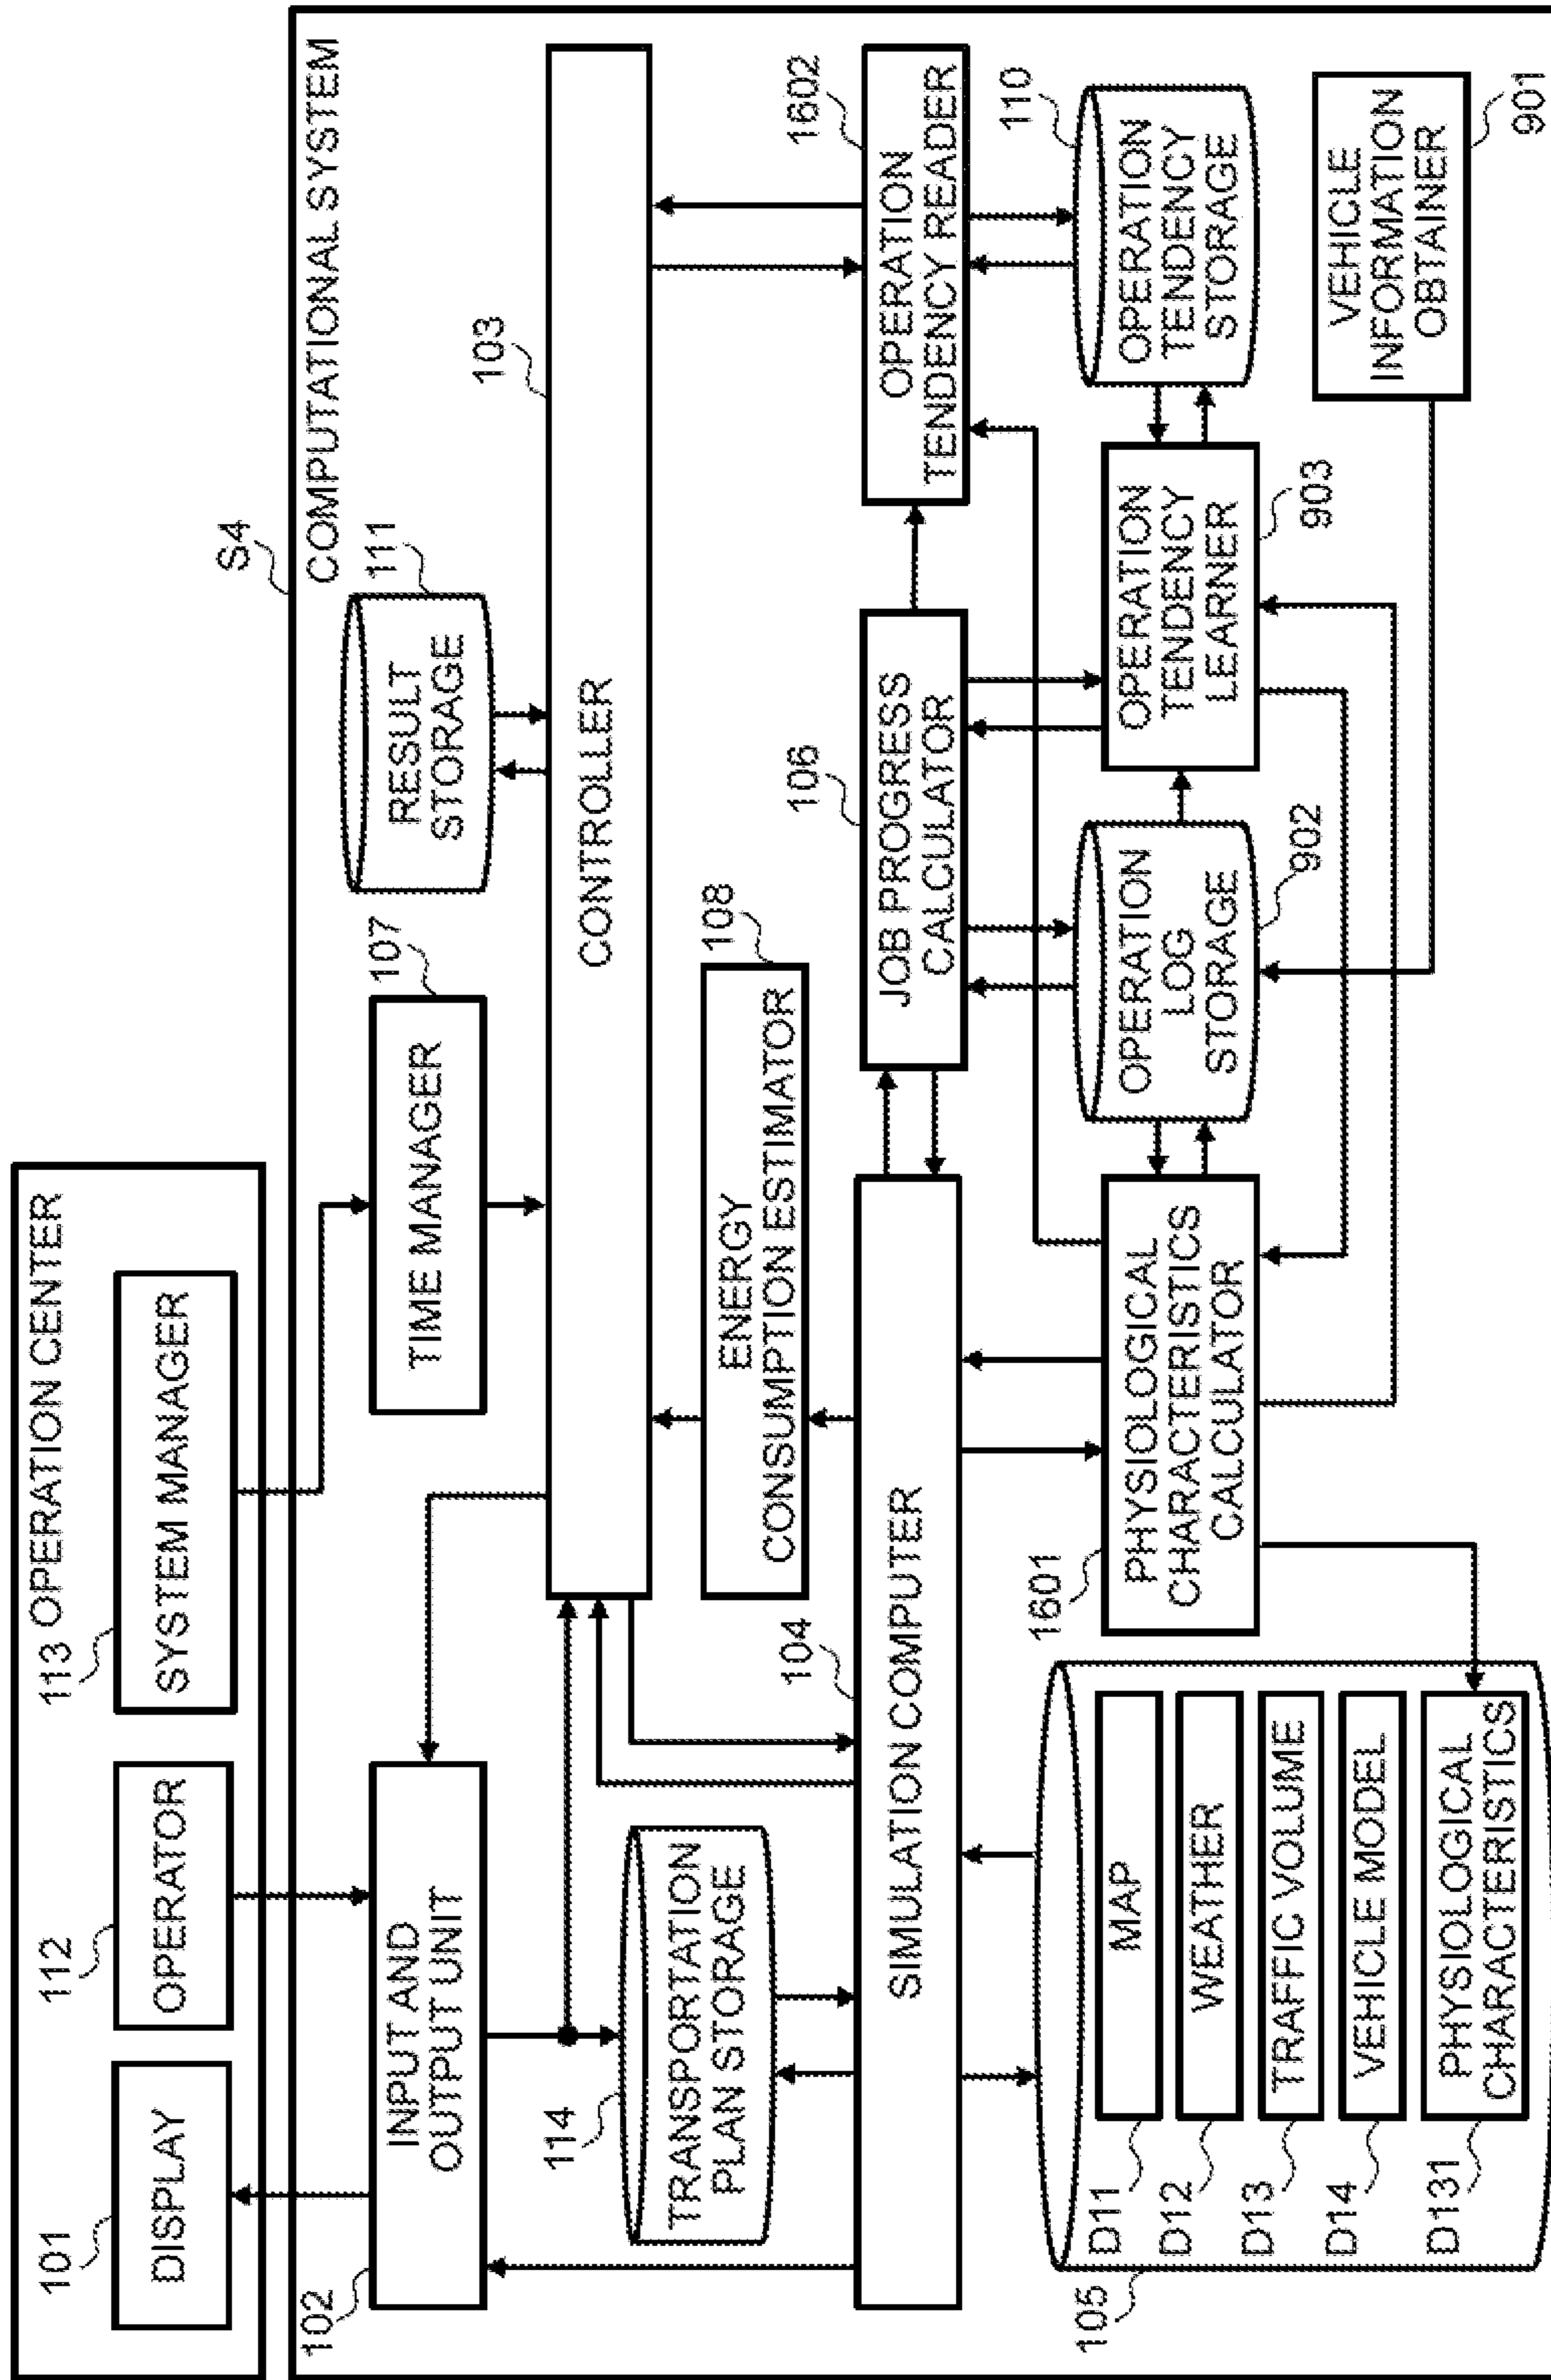 OPERATION CENTER
101
DISPLAY
112
OPERATOR
113
SYSTEM MANAGER
S4
COMPUTATIONAL SYSTEM
102
INPUT AND
OUTPUT UNIT
107
TIME MANAGER
111
RESULT
STORAGE
103
CONTROLLER
114
TRANSPORTATION
PLAN STORAGE
108
ENERGY
CONSUMPTION ESTIMATOR
104
SIMULATION COMPUTER
106
JOB PROGRESS
CALCULATOR
1602
OPERATION
TENDENCY READER
105
D11
MAP
D12
WEATHER
D13
TRAFFIC VOLUME
D14
VEHICLE MODEL
D131
PHYSIOLOGICAL
CHARACTERISTICS
1601
PHYSIOLOGICAL
CHARACTERISTICS
CALCULATOR
OPERATION
LOG
STORAGE
902
OPERATION
TENDENCY
LEARNER
903
110
OPERATION
TENDENCY
STORAGE
VEHICLE
INFORMATION
OBTAINER
901